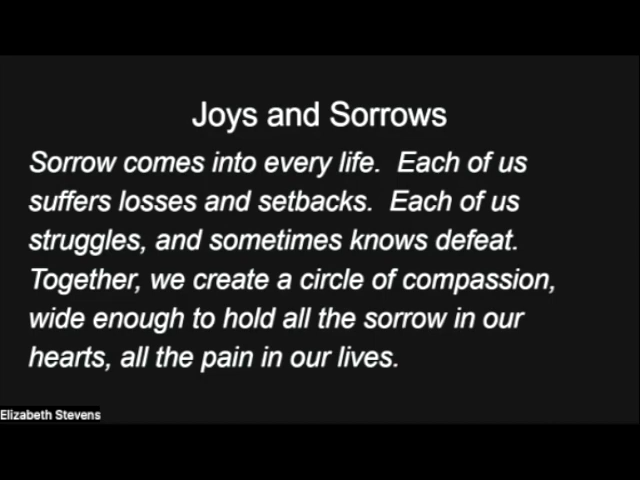 Joys and Sorrows
Sorrow comes into every life.  Each of us
suffers losses and setbacks.  Each of us
struggles, and sometimes knows defeat.
Together, we create a circle of compassion,
wide enough to hold all the sorrow in our
hearts, all the pain in our lives.
Elizabeth Stevens